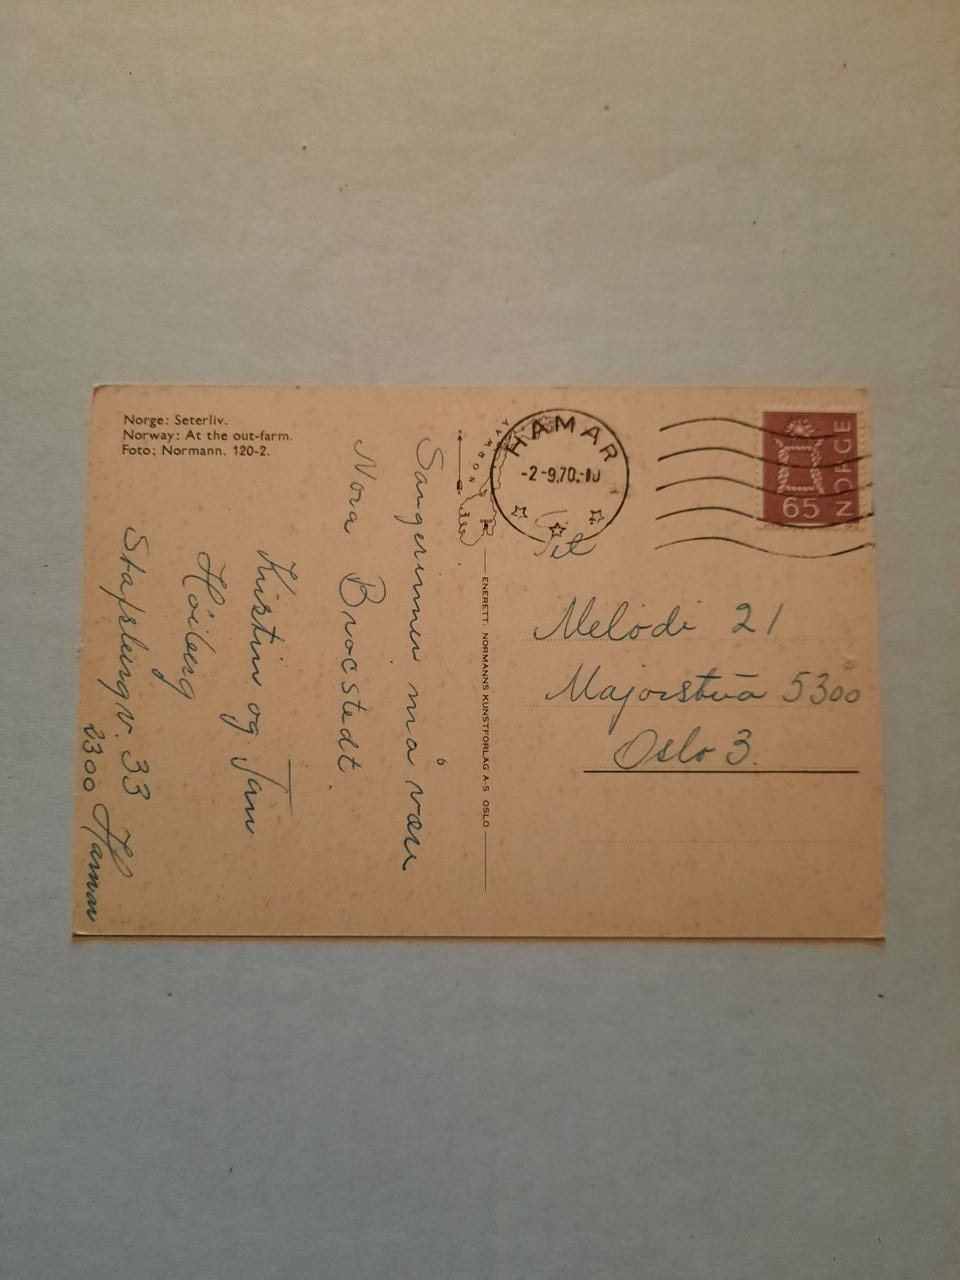 Norge: Seterliv.
Norway: At the out-farm.
Foto: Normann. 120-2.
Sangerinnen må være
Nora Brocstedt.
Kristin og Jan
Höiberg
Stafsbergv. 33
2300 Hamar
NORWAY
ENERETT: NORMANNS KUNSTFORLAG A-S OSLO
HAMAR
-2-9.70.-10
NORGE
65
Til
Melodi 21
Majorstua 5300
Oslo 3.